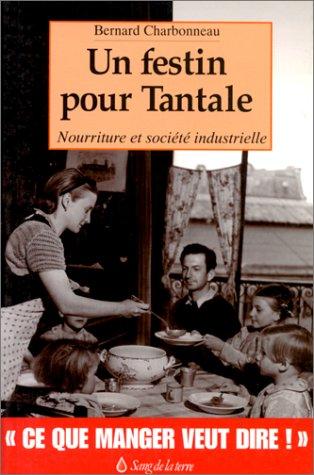 Bernard Charbonneau
Un festin
pour Tantale
Nourriture et société industrielle
« CE QUE MANGER VEUT DIRE ! »
Sang de la terre